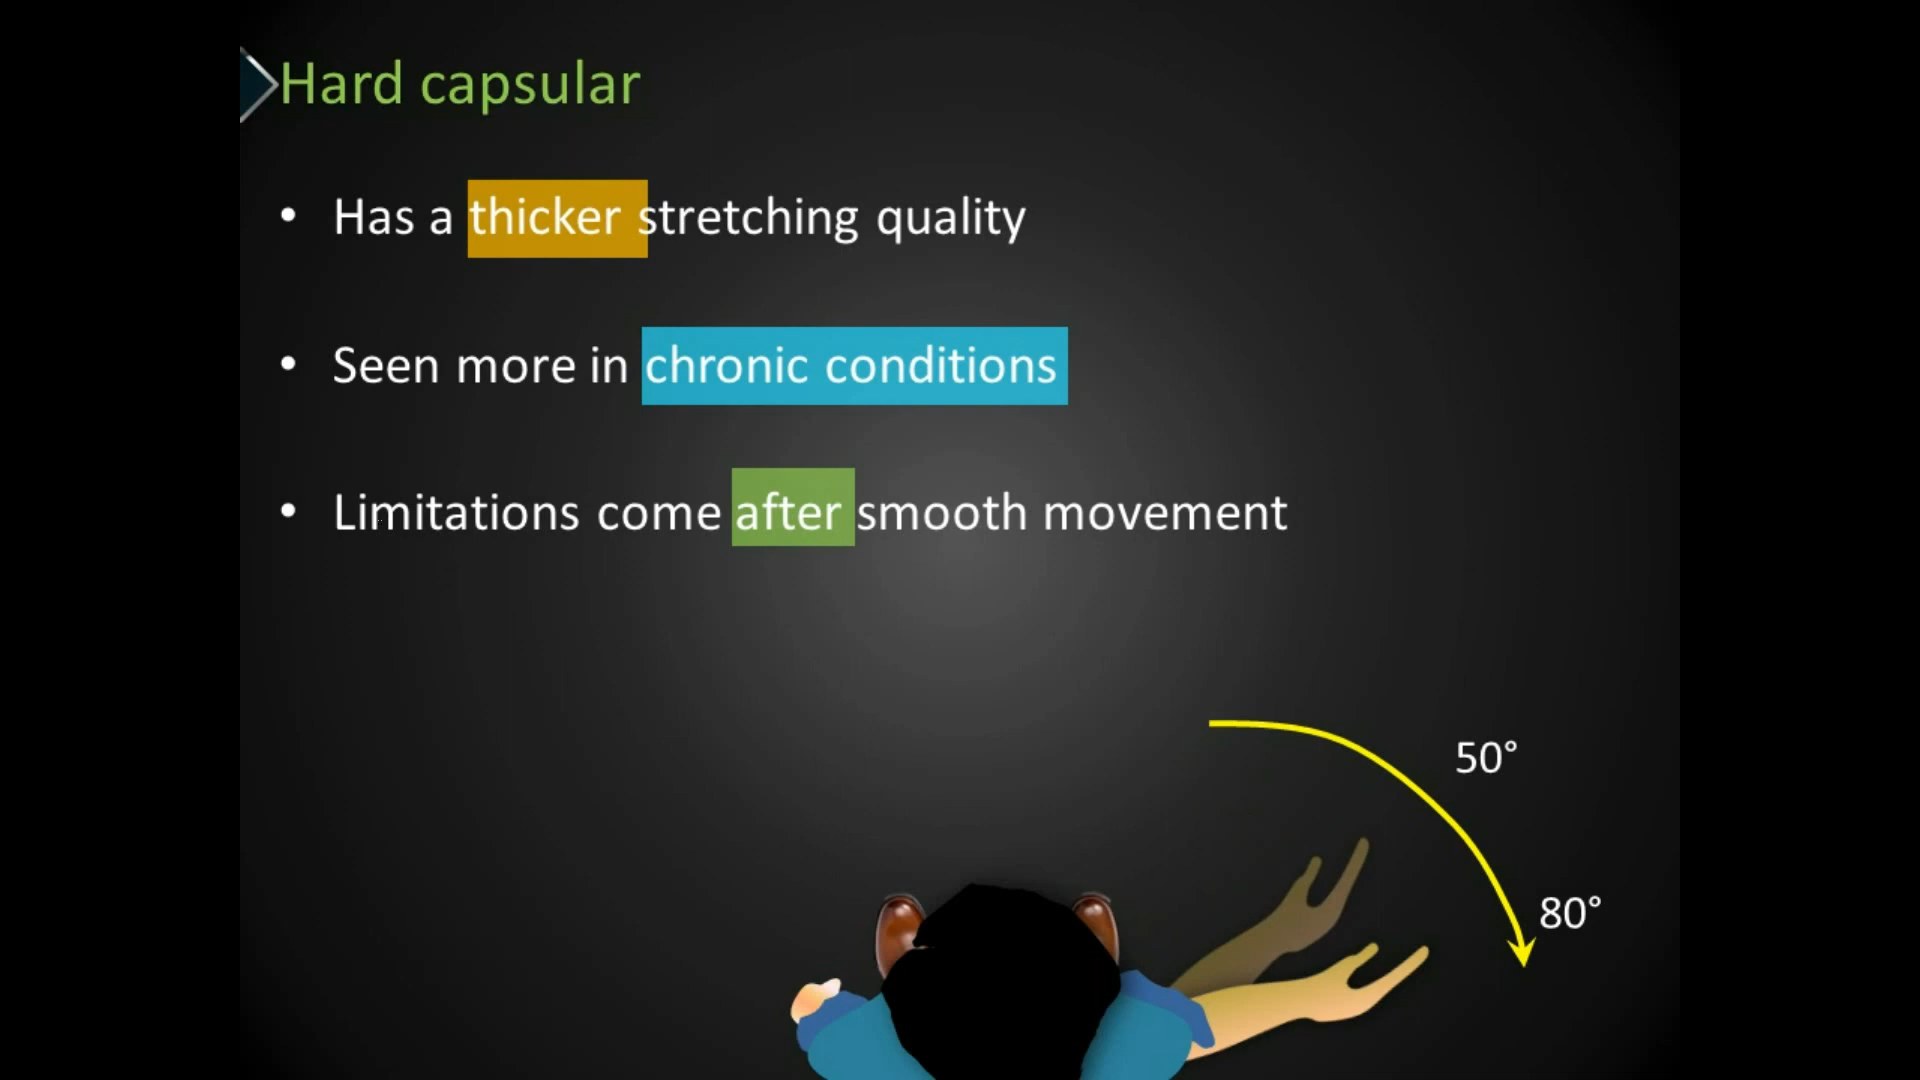 Hard capsular
• Has a thicker stretching quality
• Seen more in chronic conditions
• Limitations come after smooth movement
50°
80°